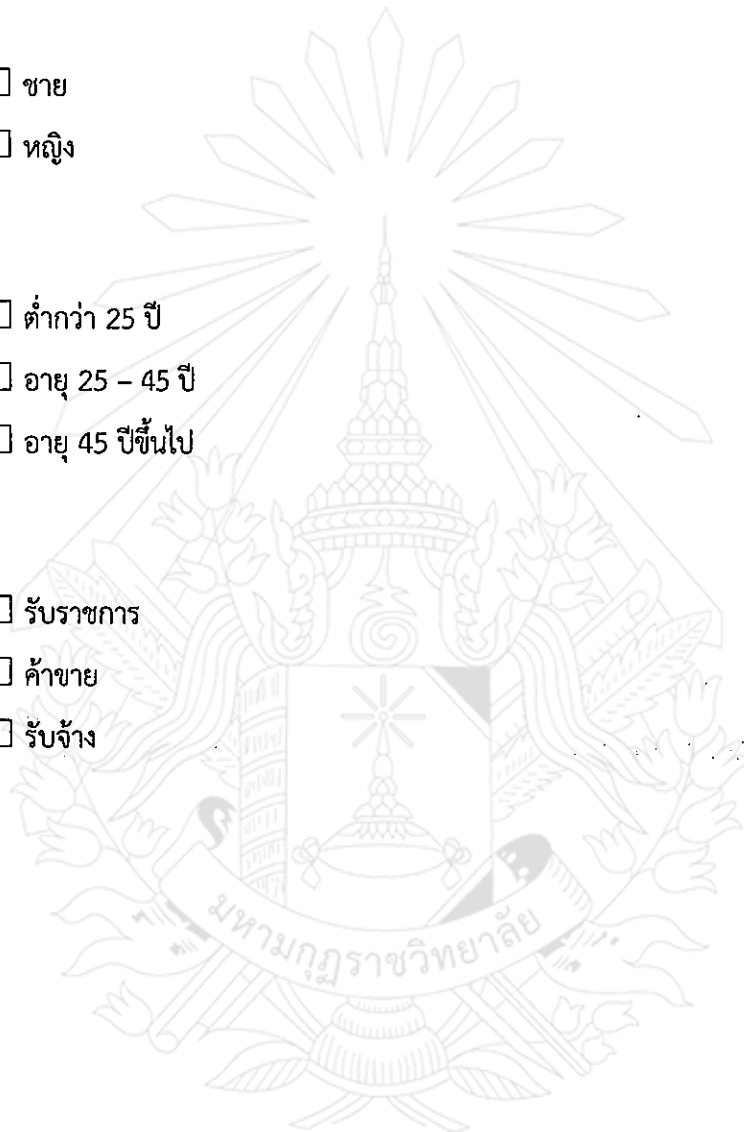 ☐ ชาย
☐ หญิง
☐ ต่ำกว่า 25 ปี
☐ อายุ 25 – 45 ปี
☐ อายุ 45 ปีขึ้นไป
☐ รับราชการ
☐ ค้าขาย
☐ รับจ้าง
มหามกุฏราชวิทยาลัย